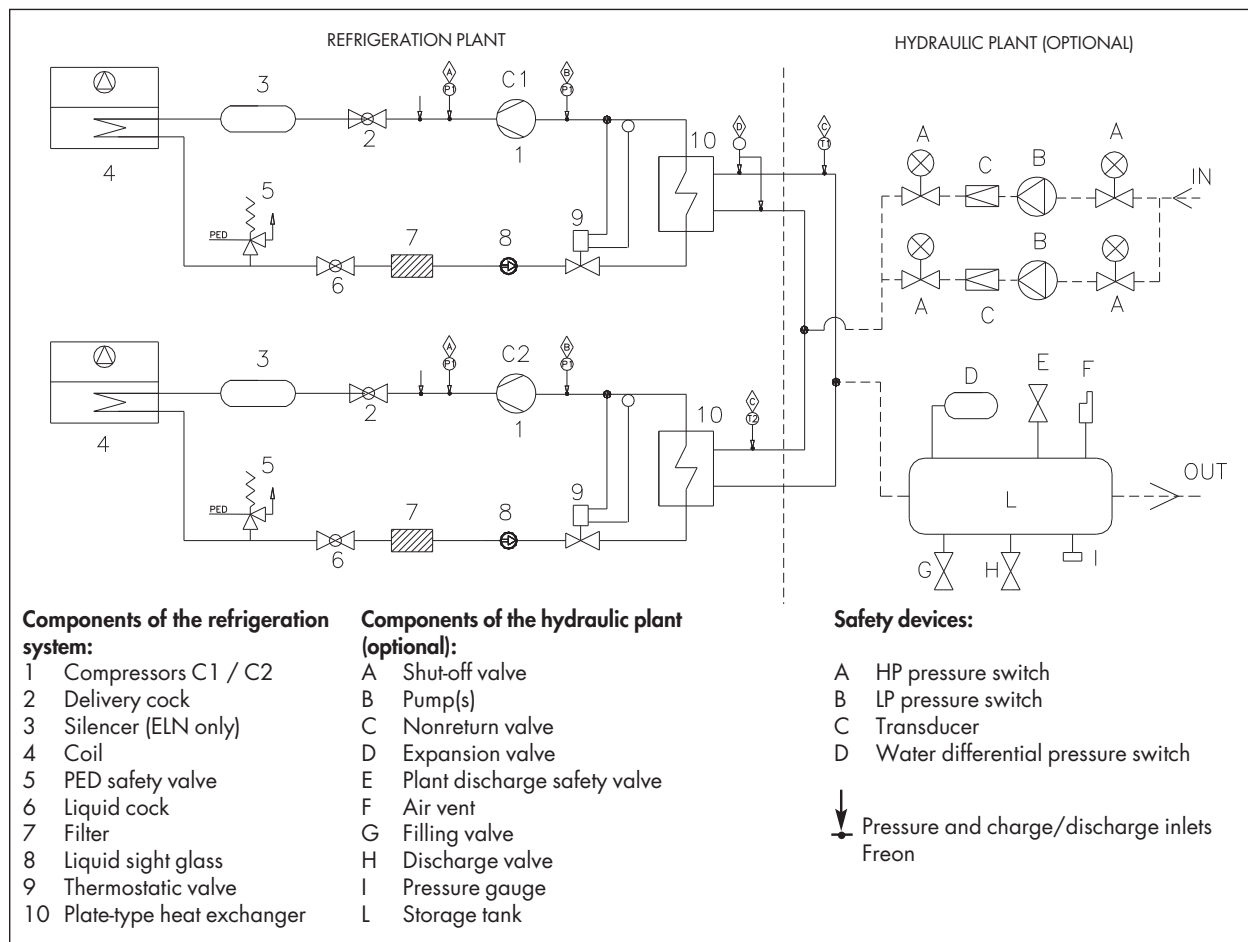 REFRIGERATION PLANT
HYDRAULIC PLANT (OPTIONAL)
A
P1
C1
B
P1
3
2
1
4
10
D
C
T1
5
PED
6
7
8
9
A
C
B
A
IN
B
A
C
A
A
P1
C2
B
P1
3
2
1
4
10
C
T2
5
PED
6
7
8
9
D
E
F
L
OUT
G
H
I
Components of the refrigeration
system:
1 Compressors C1 / C2
2 Delivery cock
3 Silencer (ELN only)
4 Coil
5 PED safety valve
6 Liquid cock
7 Filter
8 Liquid sight glass
9 Thermostatic valve
10 Plate-type heat exchanger
Components of the hydraulic plant
(optional):
A Shut-off valve
B Pump(s)
C Nonreturn valve
D Expansion valve
E Plant discharge safety valve
F Air vent
G Filling valve
H Discharge valve
I Pressure gauge
L Storage tank
Safety devices:
A HP pressure switch
B LP pressure switch
C Transducer
D Water differential pressure switch
Pressure and charge/discharge inlets
Freon